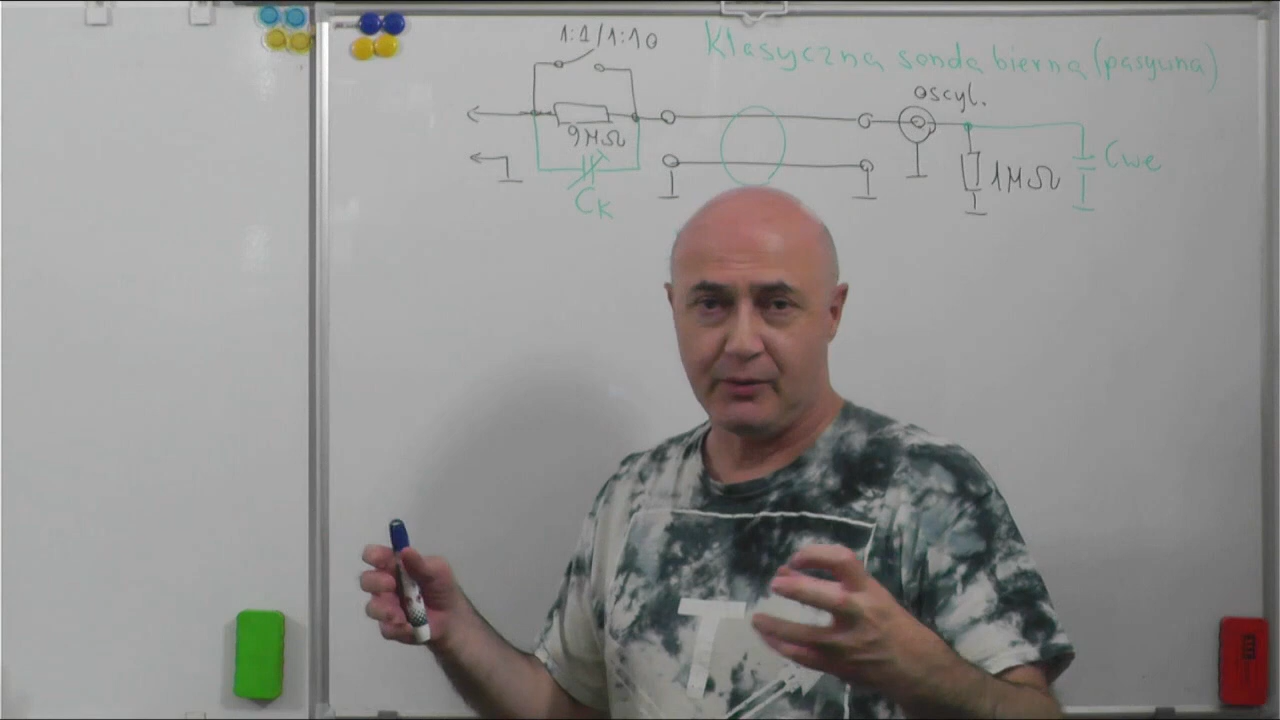 1:1/1:10
Klasyczna sonda bierna (pasywna)
oscyl.
9MΩ
1MΩ
Cwe
CK
T